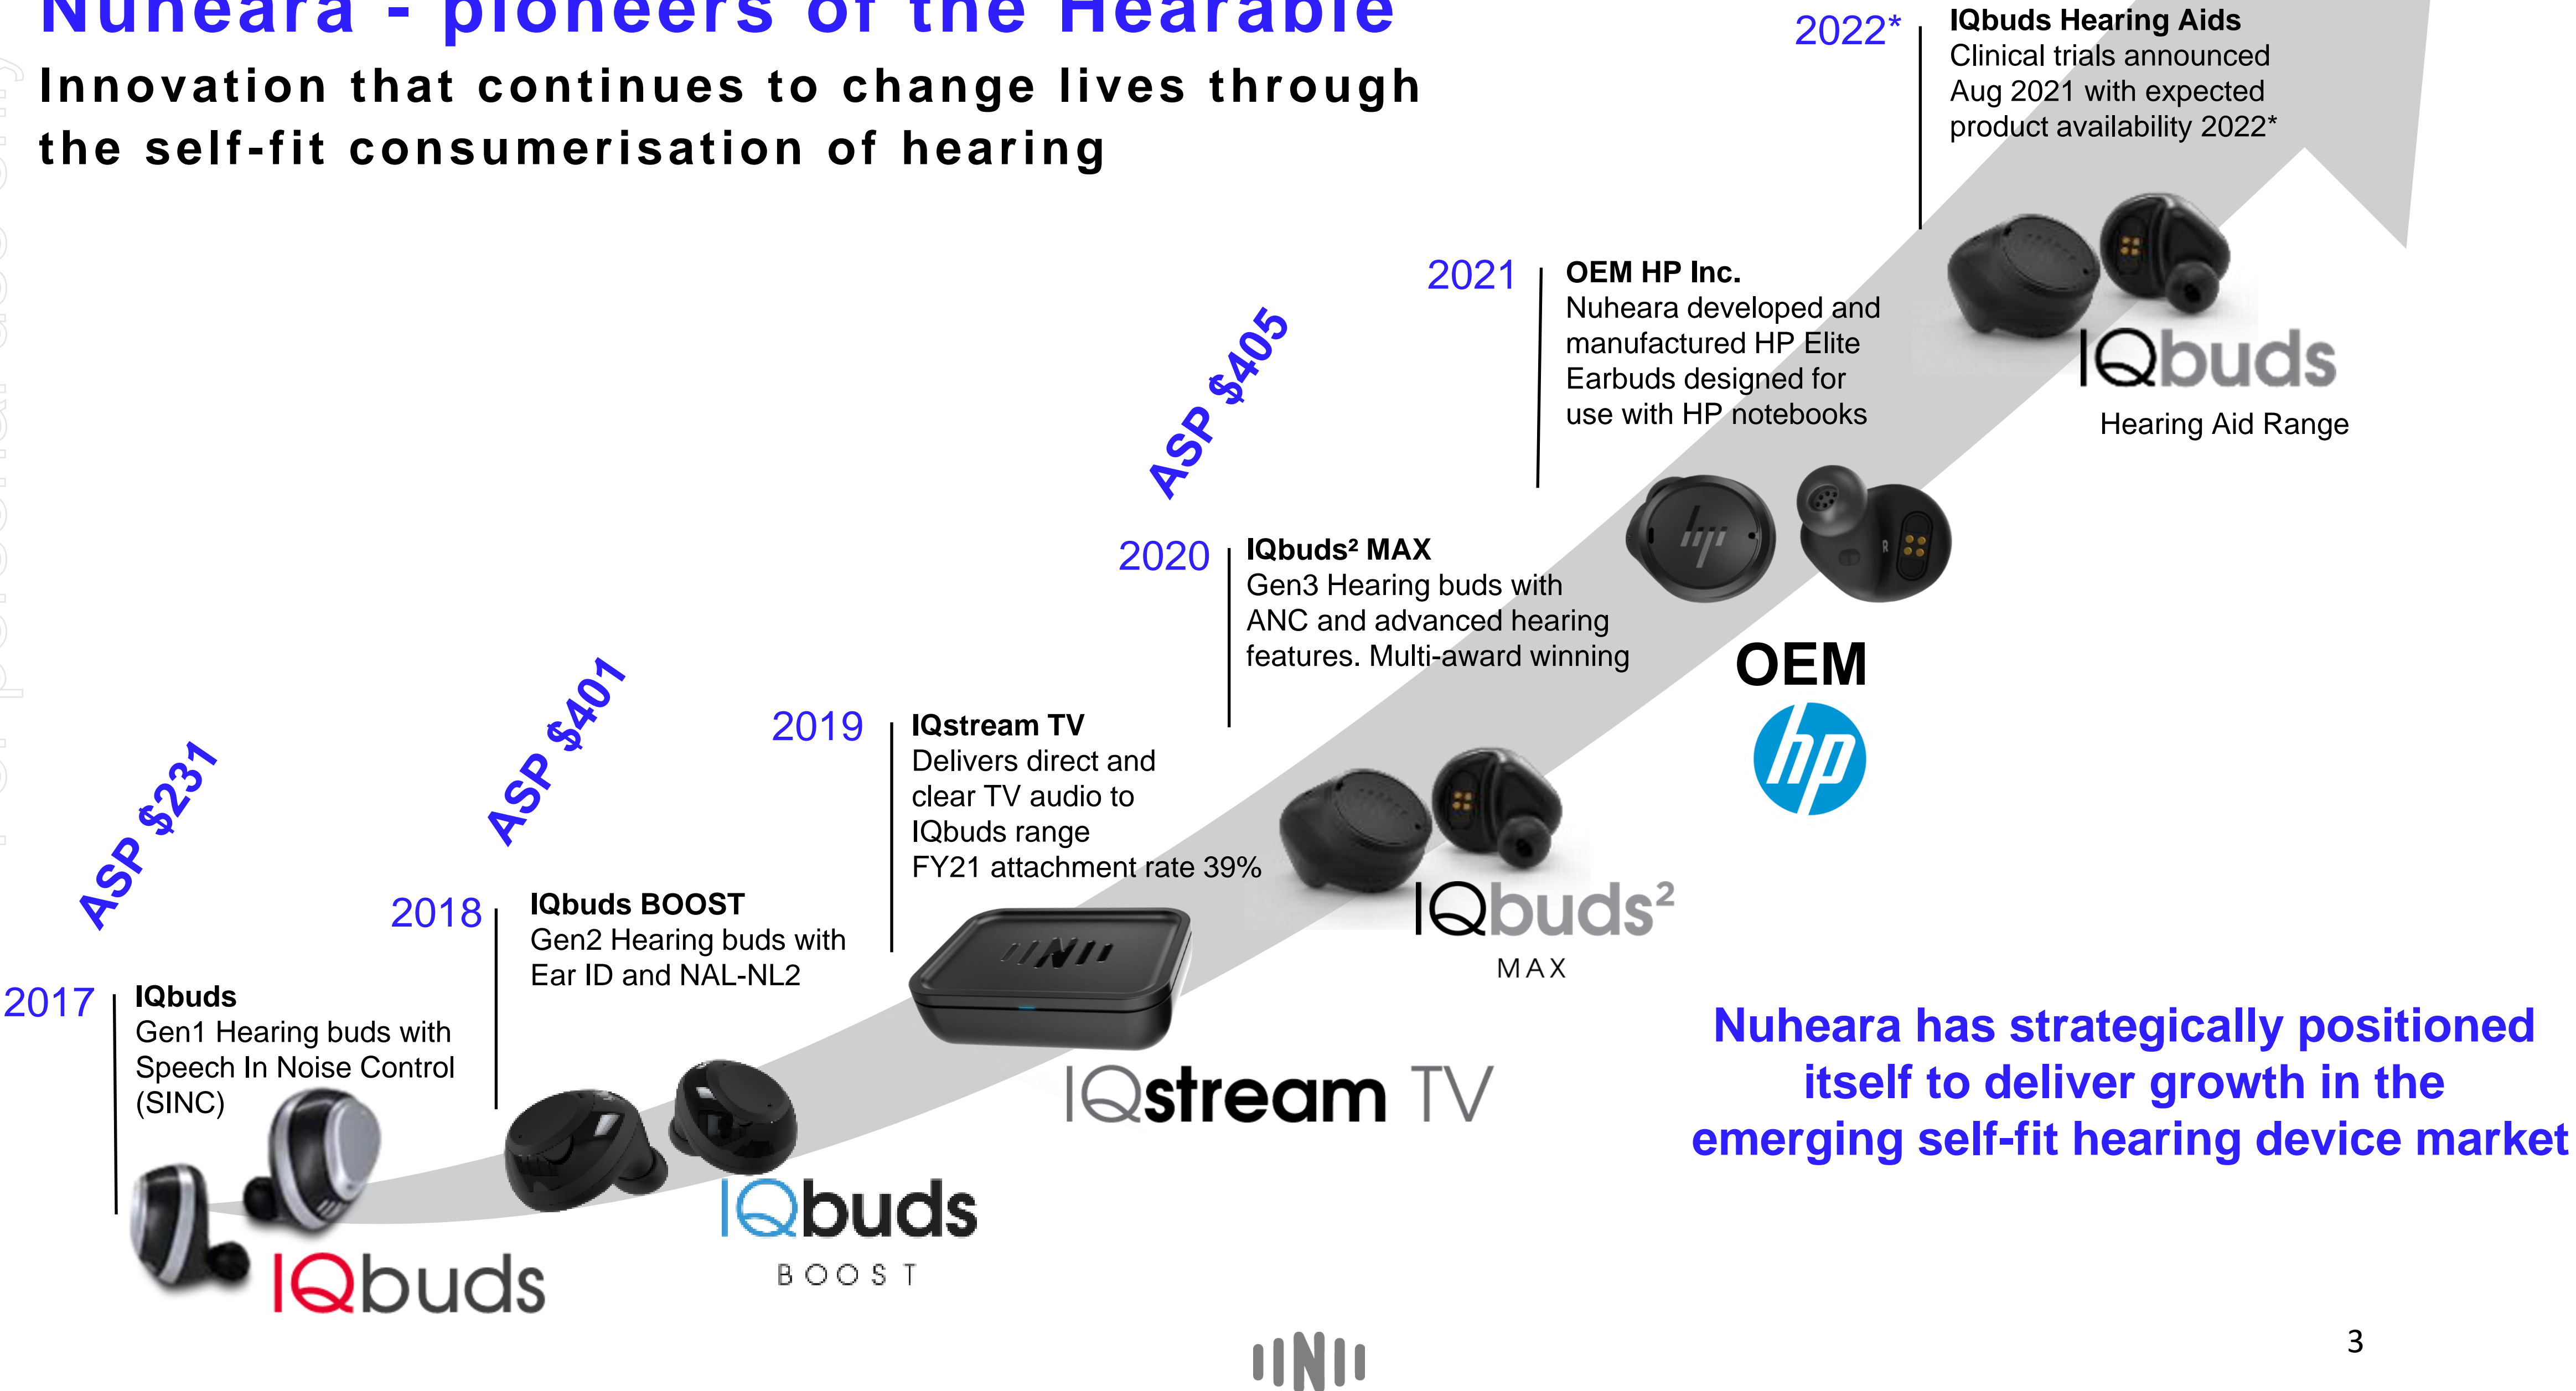 Nuheara - pioneers of the Hearable
Innovation that continues to change lives through
the self-fit consumerisation of hearing
2022*
IQbuds Hearing Aids
Clinical trials announced
Aug 2021 with expected
product availability 2022*
IQbuds
Hearing Aid Range
2021
OEM HP Inc.
Nuheara developed and
manufactured HP Elite
Earbuds designed for
use with HP notebooks
hp
R
OEM
hp
ASP $405
2020
IQbuds² MAX
Gen3 Hearing buds with
ANC and advanced hearing
features. Multi-award winning
IQbuds²
MAX
2019
IQstream TV
Delivers direct and
clear TV audio to
IQbuds range
FY21 attachment rate 39%
IQstream TV
ASP $401
2018
IQbuds BOOST
Gen2 Hearing buds with
Ear ID and NAL-NL2
IQbuds
BOOST
ASP $231
2017
IQbuds
Gen1 Hearing buds with
Speech In Noise Control
(SINC)
IQbuds
Nuheara has strategically positioned
itself to deliver growth in the
emerging self-fit hearing device market
N
3